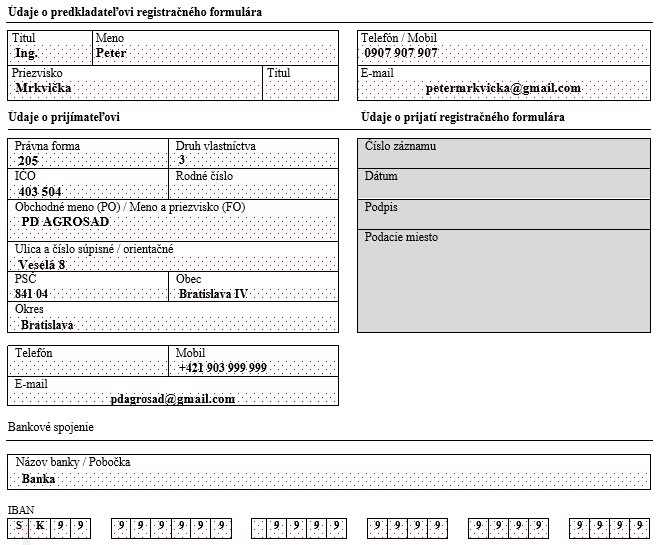 Údaje o predkladateľovi registračného formulára
Titul Meno Telefón / Mobil
Ing. Peter 0907 907 907
Priezvisko Titul E-mail
Mrkvička petermrkvicka@gmail.com
Údaje o prijímateľovi Údaje o prijatí registračného formulára
Právna forma Druh vlastníctva Číslo záznamu
205 3
IČO Rodné číslo Dátum
403 504
Obchodné meno (PO) / Meno a priezvisko (FO) Podpis
PD AGROSAD
Podacie miesto
Ulica a číslo súpisné / orientačné
Veselá 8
PSČ Obec
841 04 Bratislava IV
Okres
Bratislava
Telefón Mobil
+421 903 999 999
E-mail
pdagrosad@gmail.com
Bankové spojenie
Názov banky / Pobočka
Banka
IBAN
S K 9 9 9 9 9 9 9 9 9 9 9 9 9 9 9 9 9 9 9 9 9 9 9 9